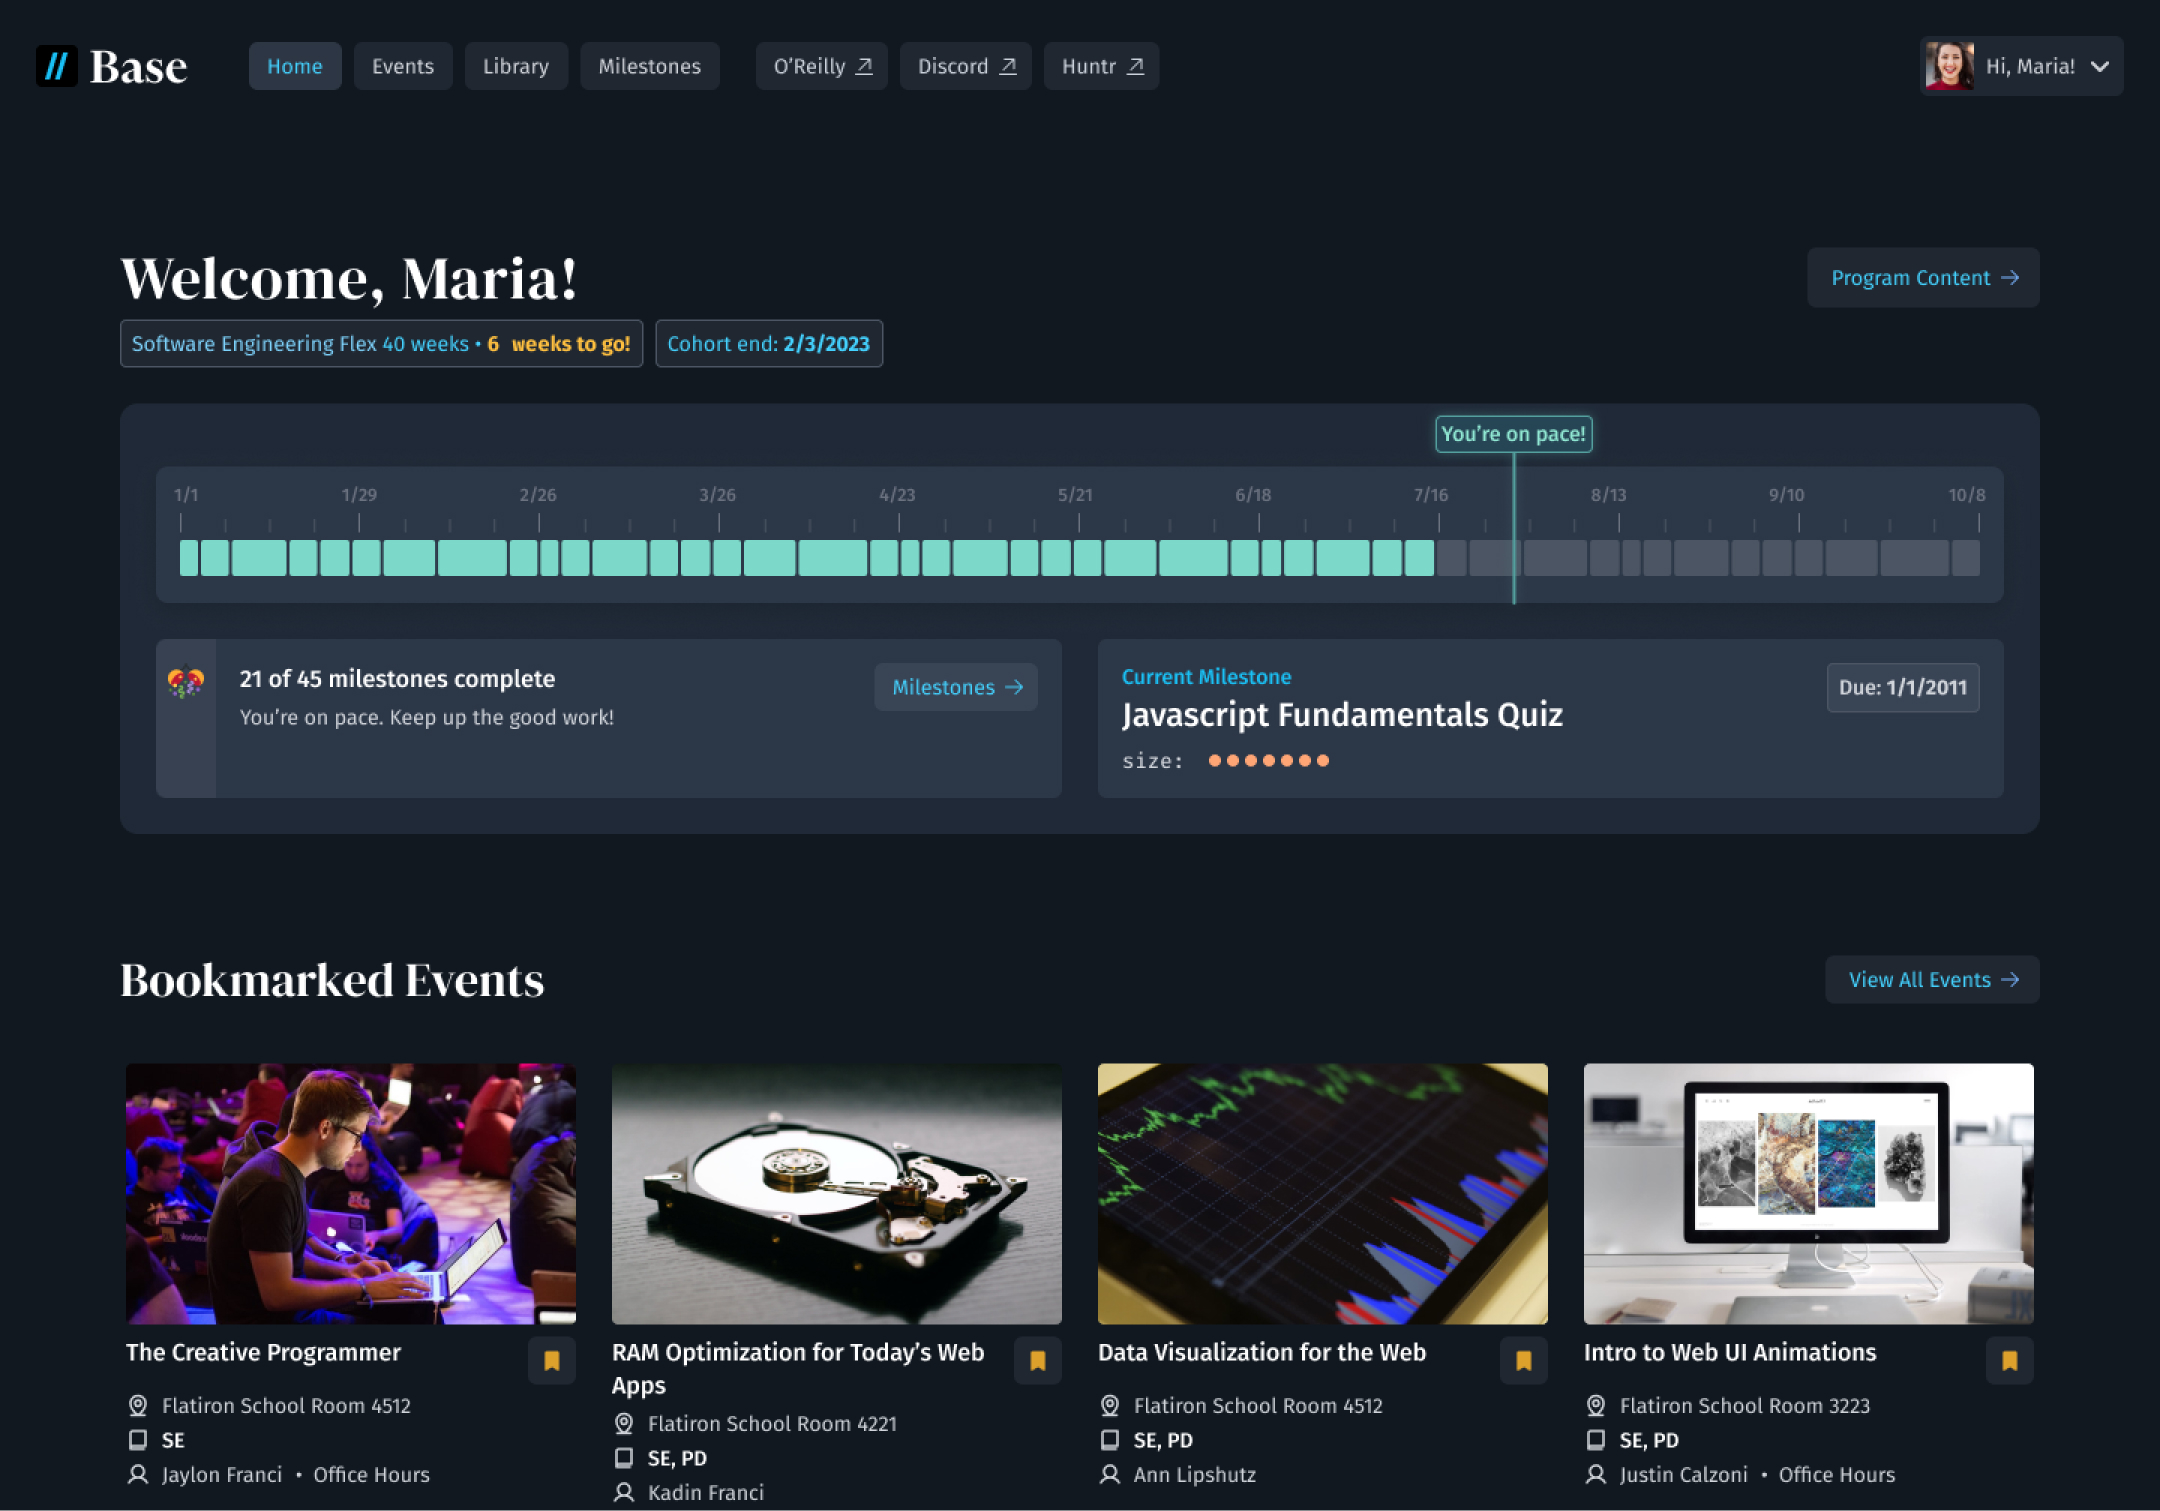 // Base
Home
Events
Library
Milestones
O’Reilly
Discord
Huntr
Hi, Maria!
Welcome, Maria!
Program Content →
Software Engineering Flex 40 weeks • 6 weeks to go!
Cohort end: 2/3/2023
You’re on pace!
1/1 1/29 2/26 3/26 4/23 5/21 6/18 7/16 8/13 9/10 10/8
21 of 45 milestones complete
You’re on pace. Keep up the good work!
Milestones →
Current Milestone
Javascript Fundamentals Quiz
size:
Due: 1/1/2011
Bookmarked Events
View All Events →
The Creative Programmer
Flatiron School Room 4512
SE
Jaylon Franci • Office Hours
RAM Optimization for Today’s Web
Apps
Flatiron School Room 4221
SE, PD
Kadin Franci
Data Visualization for the Web
Flatiron School Room 4512
SE, PD
Ann Lipshutz
Intro to Web UI Animations
Flatiron School Room 3223
SE, PD
Justin Calzoni • Office Hours